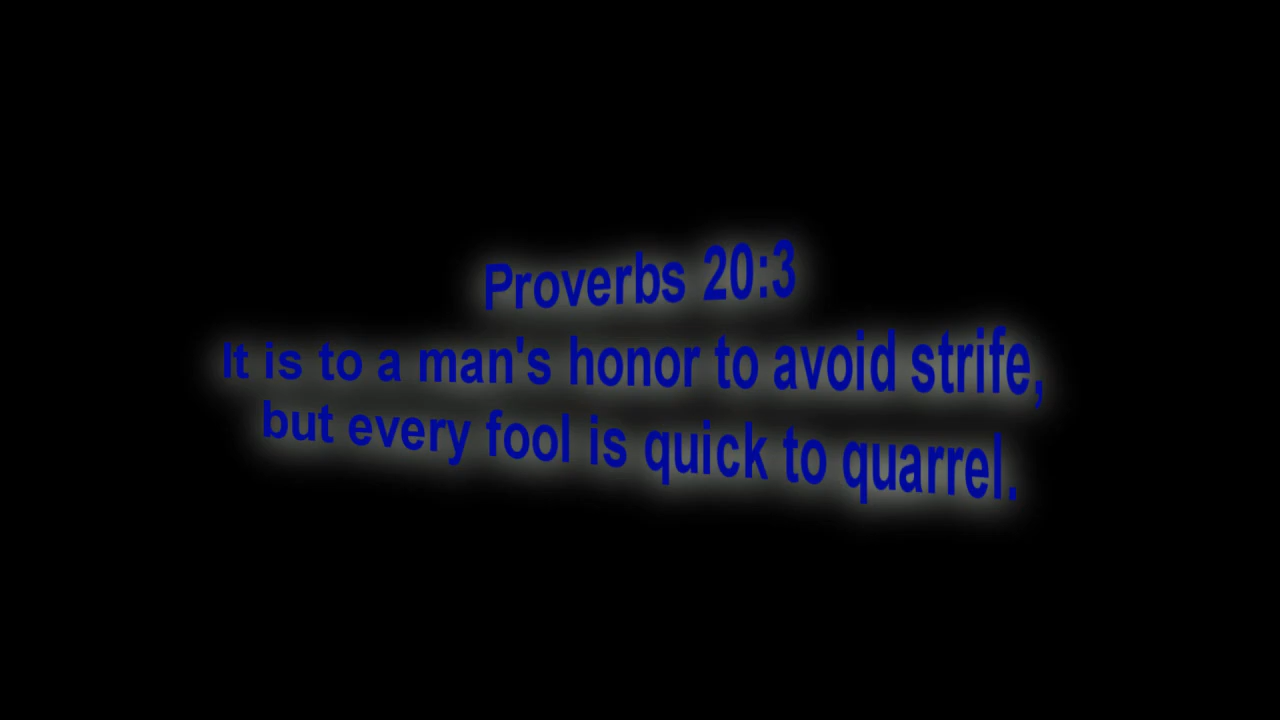 Proverbs 20:3
It is to a man's honor to avoid strife,
but every fool is quick to quarrel.